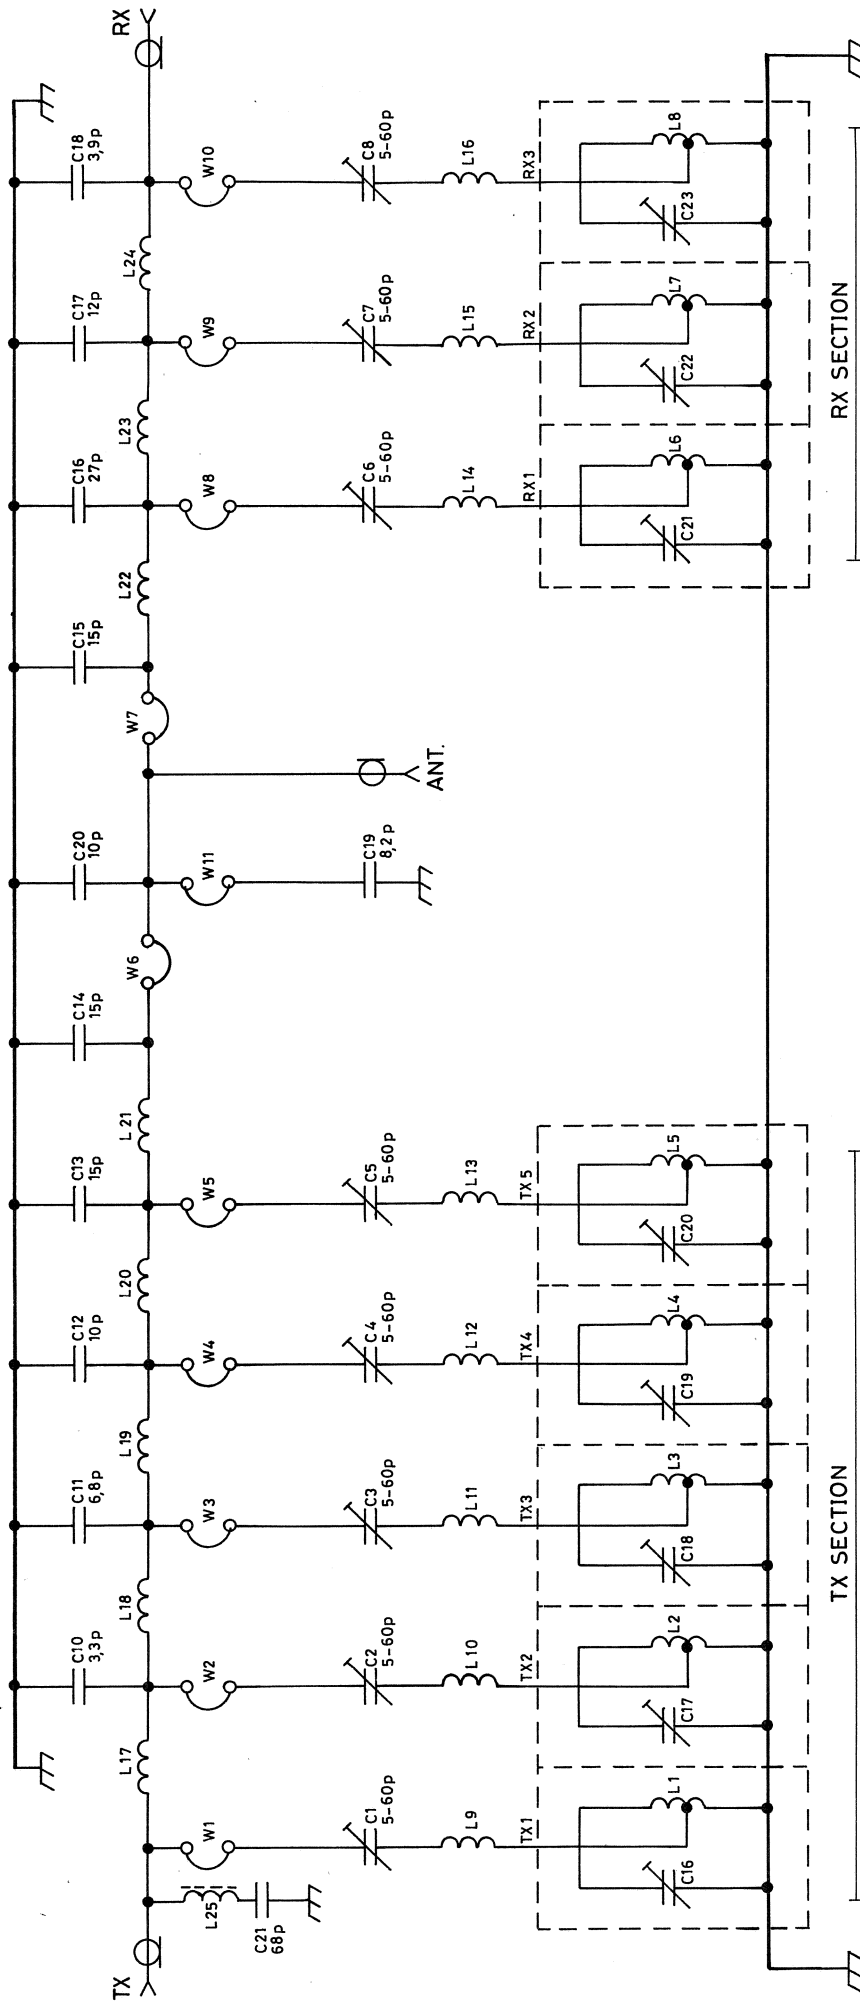 TX
L25
C21
68p
L17
C10
3,3p
L18
C11
6,8p
L19
C12
10p
L20
C13
15p
L21
C14
15p
C20
10p
C15
15p
L22
C16
27p
L23
C17
12p
L24
C18
3,9p
RX
W1
W2
W3
W4
W5
W6
W11
W7
W8
W9
W10
C1
5-60p
C2
5-60p
C3
5-60p
C4
5-60p
C5
5-60p
C19
8,2p
ANT.
C6
5-60p
C7
5-60p
C8
5-60p
L9
L10
L11
L12
L13
L14
L15
L16
TX1
TX2
TX3
TX4
TX5
RX1
RX2
RX3
C16
L1
C17
L2
C18
L3
C19
L4
C20
L5
C21
L6
C22
L7
C23
L8
TX SECTION
RX SECTION